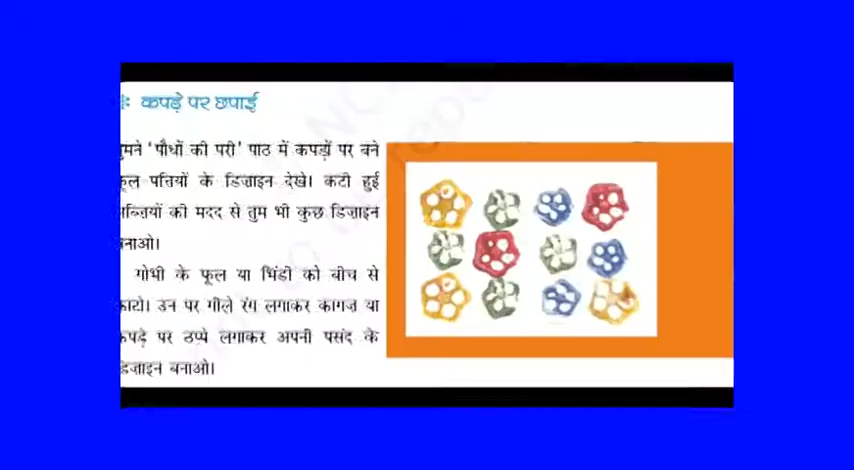 कपड़े पर छपाई
तुमने 'पौधों की परी' पाठ में कपड़ों पर बने
फूल पत्तियों के डिज़ाइन देखे। कटी हुई
सब्ज़ियों की मदद से तुम भी कुछ डिज़ाइन
बनाओ।
गोभी के फूल या भिंडी को बीच से
काटो। उन पर गीले रंग लगाकर कागज़ या
कपड़े पर ठप्पे लगाकर अपनी पसंद के
डिज़ाइन बनाओ।